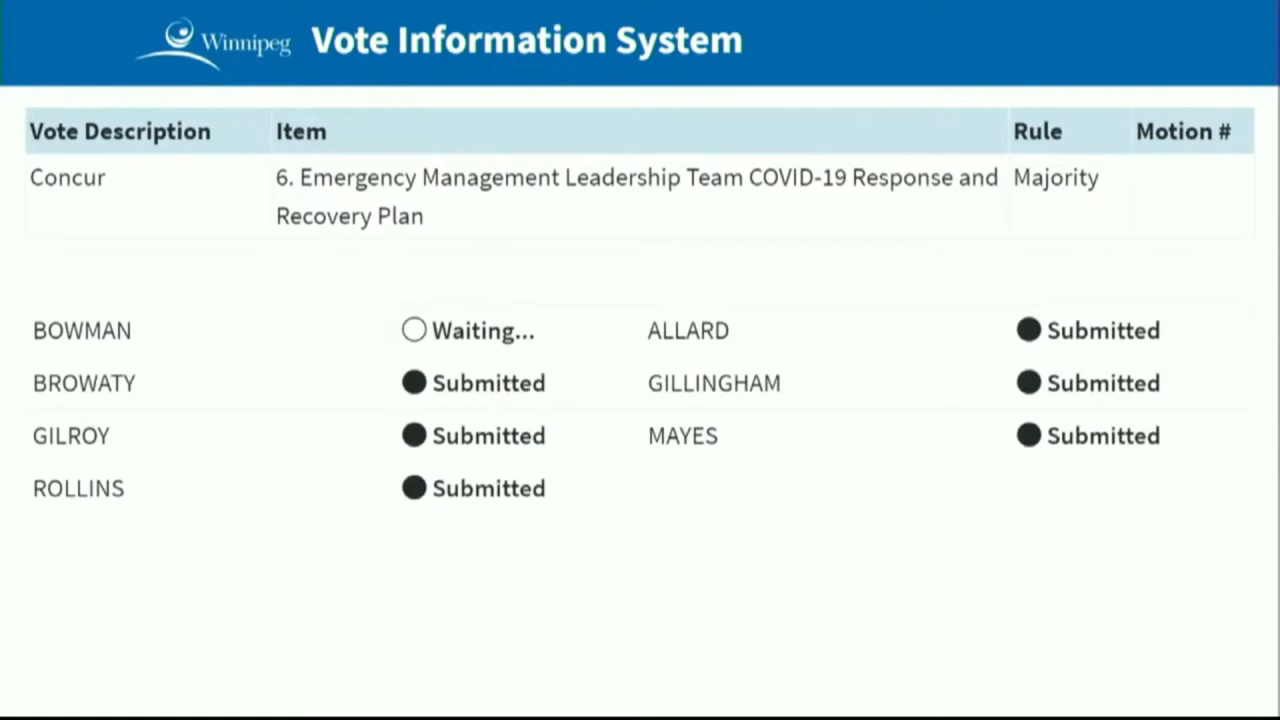 Winnipeg Vote Information System
Vote Description Item Rule Motion #
Concur 6. Emergency Management Leadership Team COVID-19 Response and Majority
Recovery Plan
BOWMAN Waiting... ALLARD Submitted
BROWATY Submitted GILLINGHAM Submitted
GILROY Submitted MAYES Submitted
ROLLINS Submitted